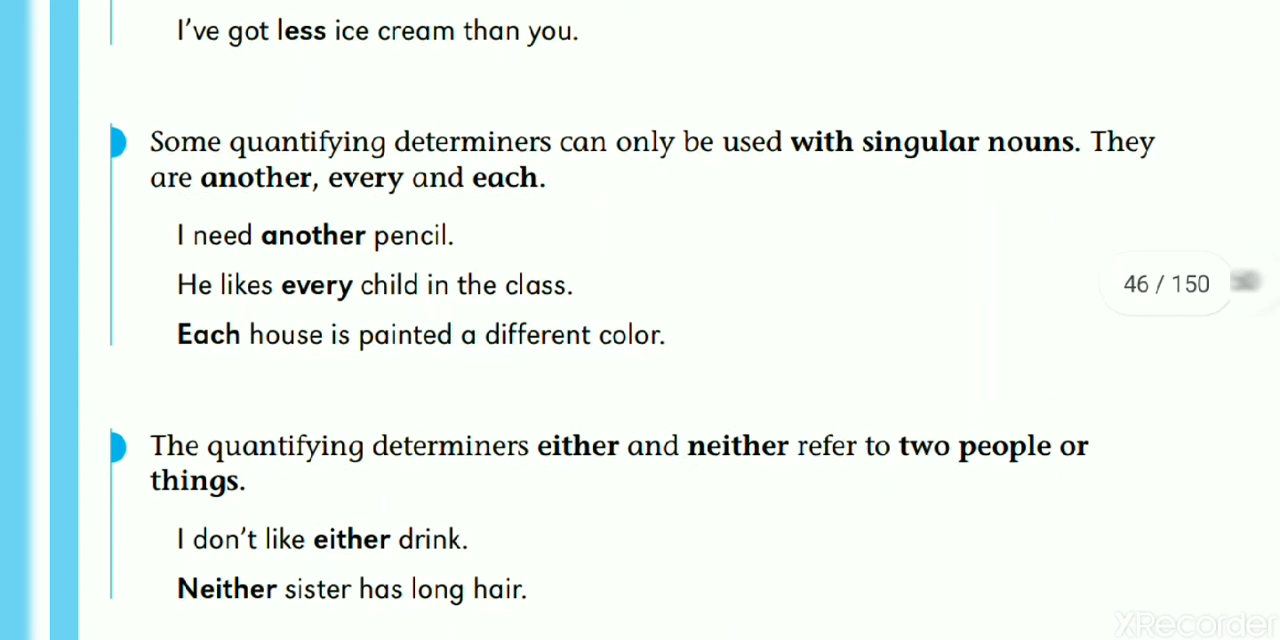 I've got less ice cream than you.
Some quantifying determiners can only be used with singular nouns. They
are another, every and each.
I need another pencil.
He likes every child in the class.
46 / 150
Each house is painted a different color.
The quantifying determiners either and neither refer to two people or
things.
I don't like either drink.
Neither sister has long hair.
XRecorder